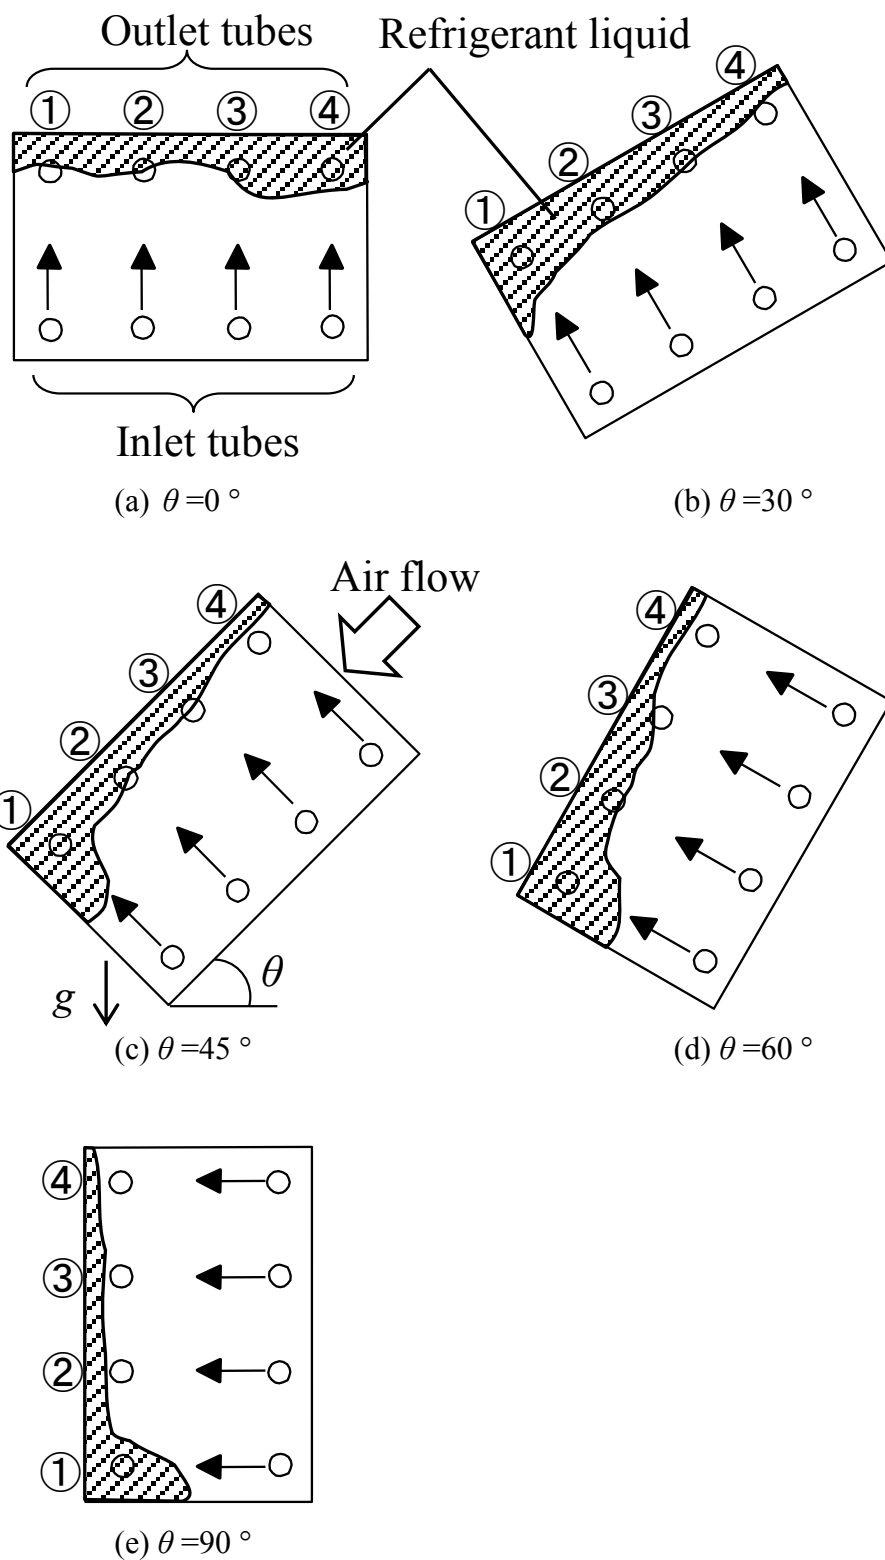 Outlet tubes Refrigerant liquid
① ② ③ ④
④
③
②
①
Inlet tubes
(a) θ =0 °
(b) θ =30 °
Air flow
④
③
②
①
θ
g
④
③
②
①
(c) θ =45 °
(d) θ =60 °
④
③
②
①
(e) θ =90 °